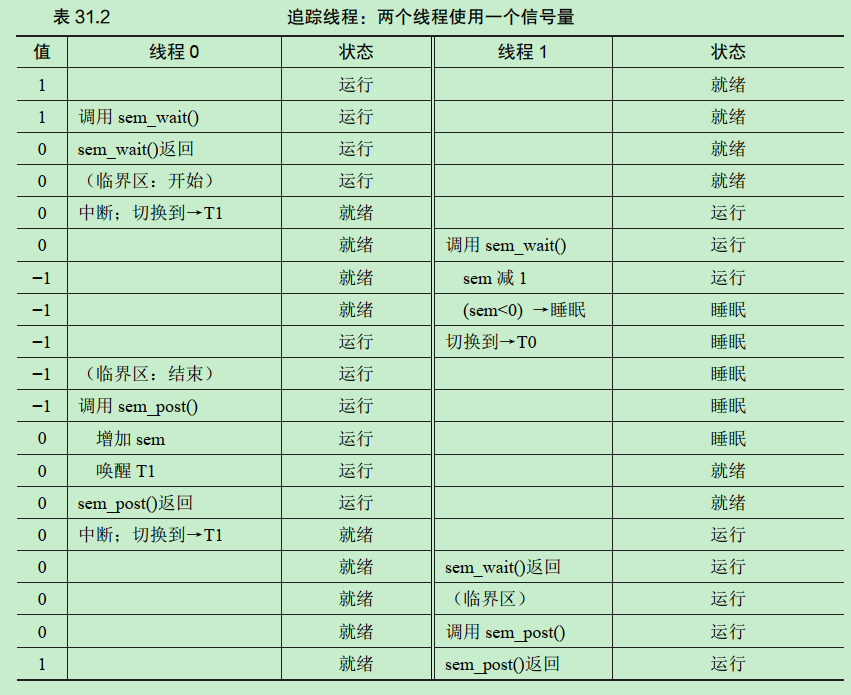 表 31.2 追踪线程：两个线程使用一个信号量
值 线程 0 状态 线程 1 状态
1 运行 就绪
1 调用 sem_wait() 运行 就绪
0 sem_wait()返回 运行 就绪
0 （临界区：开始） 运行 就绪
0 中断；切换到→T1 就绪 运行
0 就绪 调用 sem_wait() 运行
−1 就绪 sem 减 1 运行
−1 就绪 (sem<0) →睡眠 睡眠
−1 运行 切换到→T0 睡眠
−1 （临界区：结束） 运行 睡眠
−1 调用 sem_post() 运行 睡眠
0 增加 sem 运行 睡眠
0 唤醒 T1 运行 就绪
0 sem_post()返回 运行 就绪
0 中断；切换到→T1 就绪 运行
0 就绪 sem_wait()返回 运行
0 就绪 （临界区） 运行
0 就绪 调用 sem_post() 运行
1 就绪 sem_post()返回 运行